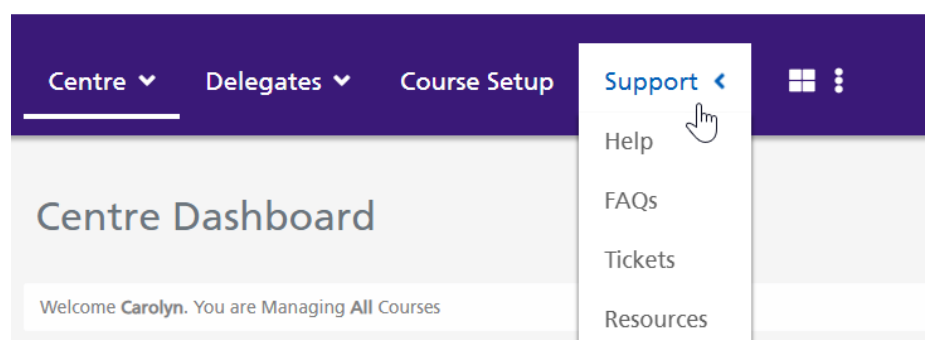 Centre Delegates Course Setup Support
Help
FAQs
Tickets
Resources
Centre Dashboard
Welcome Carolyn. You are Managing All Courses